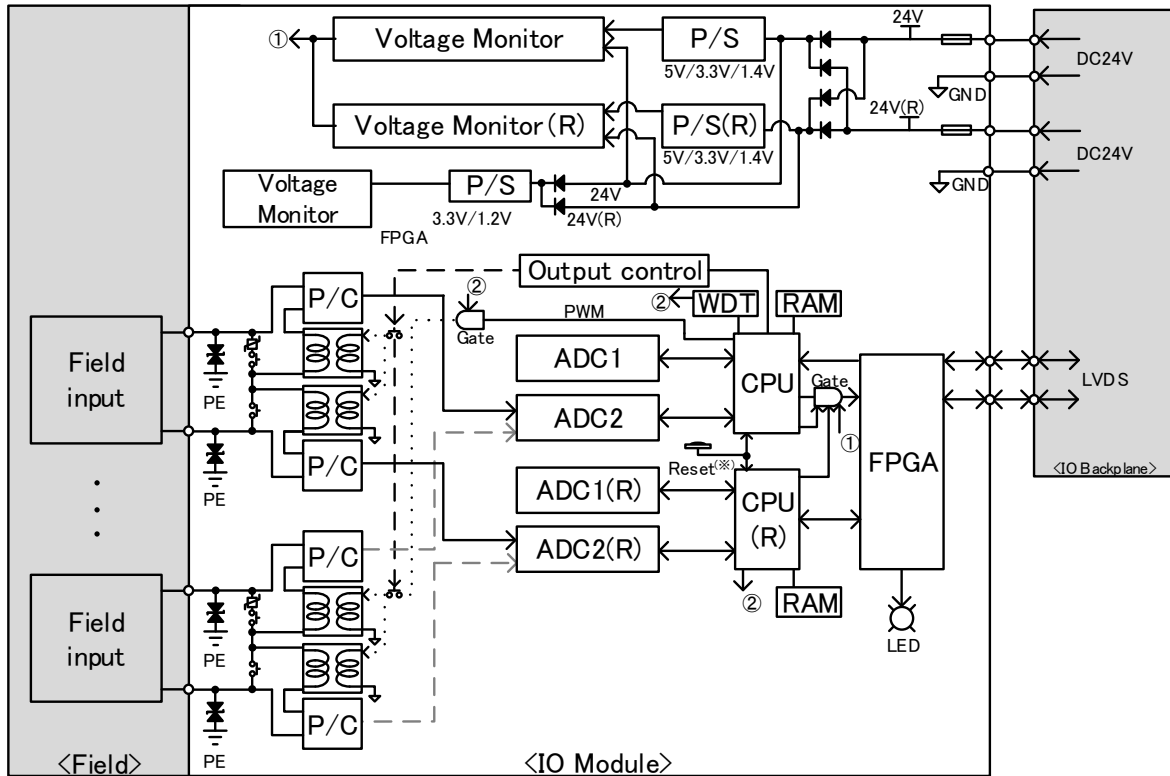 24V
①
Voltage Monitor
P/S
5V/3.3V/1.4V
DC24V
GND
24V(R)
Voltage Monitor(R)
P/S(R)
5V/3.3V/1.4V
DC24V
GND
Voltage
Monitor
P/S
3.3V/1.2V
24V
24V(R)
FPGA
Output control
②
②
WDT
RAM
P/C
PWM
Gate
Field
input
PE
ADC1
CPU
Gate
LVDS
ADC2
①
P/C
PE
Reset(※)
FPGA
<IO Backplane>
ADC1(R)
CPU
(R)
ADC2(R)
P/C
②
RAM
Field
input
PE
LED
P/C
PE
<Field>
<IO Module>